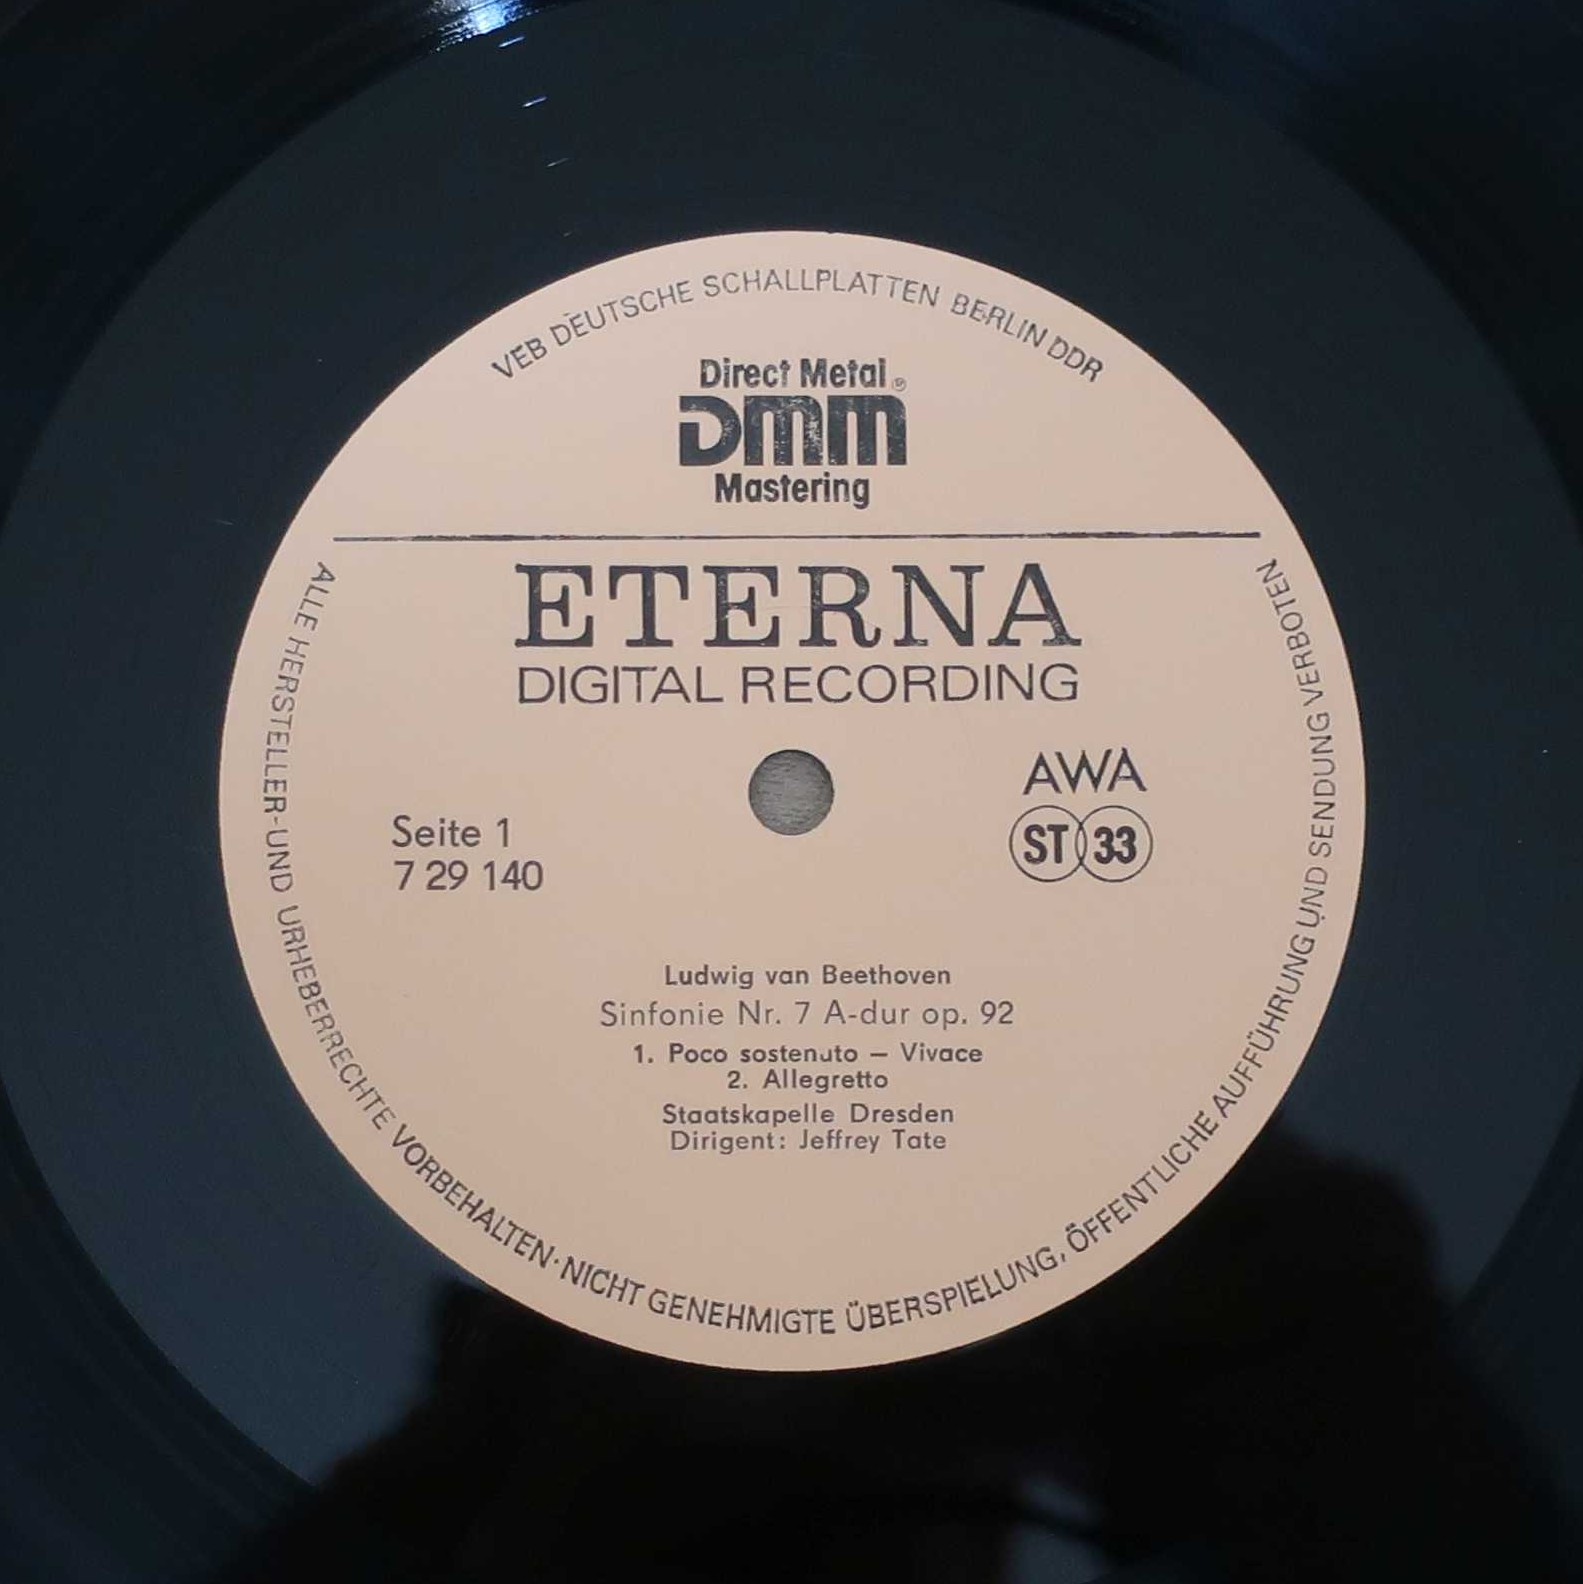 VEB DEUTSCHE SCHALLPLATTEN BERLIN DDR
Direct Metal ®
DMM
Mastering
ETERNA
DIGITAL RECORDING
AWA
ST 33
Seite 1
7 29 140
Ludwig van Beethoven
Sinfonie Nr. 7 A-dur op. 92
1. Poco sostenuto – Vivace
2. Allegretto
Staatskapelle Dresden
Dirigent: Jeffrey Tate
ALLE HERSTELLER-UND URHEBERRECHTE VORBEHALTEN·NICHT GENEHMIGTE ÜBERSPIELUNG, ÖFFENTLICHE AUFFÜHRUNG UND SENDUNG VERBOTEN